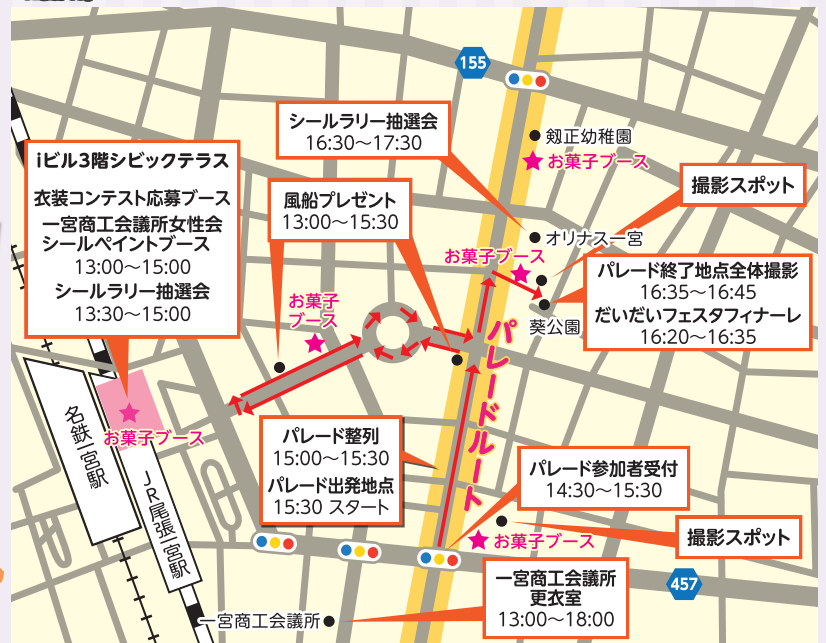 155
釼正幼稚園
お菓子ブース
シールラリー抽選会
16:30～17:30
iビル3階シビックテラス
衣装コンテスト応募ブース
一宮商工会議所女性会
シールペイントブース
13:00～15:00
シールラリー抽選会
13:30～15:00
風船プレゼント
13:00～15:30
撮影スポット
オリナス一宮
お菓子ブース
パレード終了地点全体撮影
16:35～16:45
だいだいフェスタフィナーレ
16:20～16:35
葵公園
お菓子
ブース
パレードルート
お菓子ブース
名鉄一宮駅
JR尾張一宮駅
パレード整列
15:00～15:30
パレード出発地点
15:30 スタート
パレード参加者受付
14:30～15:30
お菓子ブース
撮影スポット
457
一宮商工会議所
更衣室
13:00～18:00
一宮商工会議所